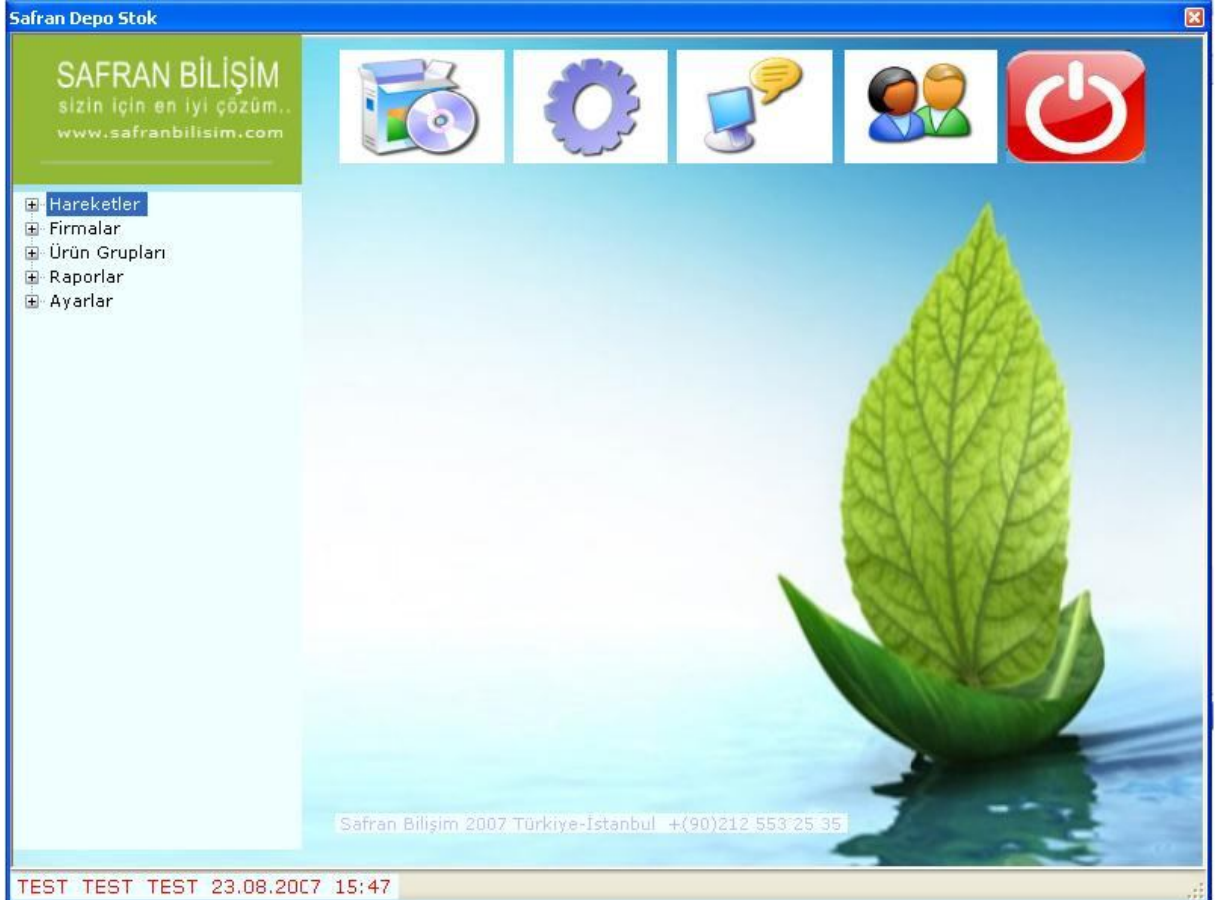 Safran Depo Stok
SAFRAN BİLİŞİM
sizin için en iyi çözüm..
www.safranbilisim.com
Hareketler
Firmalar
Ürün Grupları
Raporlar
Ayarlar
Safran Bilişim 2007 Türkiye-İstanbul +(90)212 553 25 35
TEST TEST TEST 23.08.2007 15:47